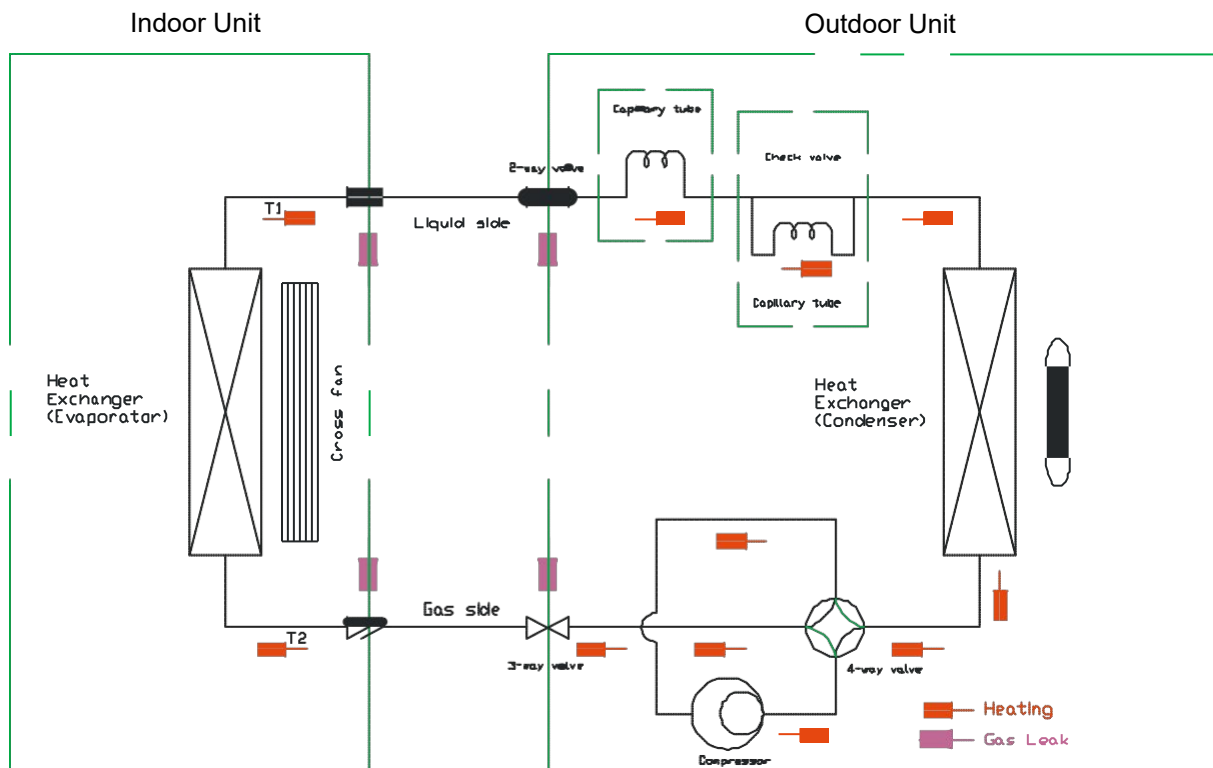 Indoor Unit
Outdoor Unit
Capillary tube
Check valve
2-way valve
T1
Liquid side
Capillary tube
Heat
Exchanger
(Evaporator)
Cross fan
Heat
Exchanger
(Condenser)
Gas side
T2
3-way valve
4-way valve
Compressor
Heating
Gas Leak